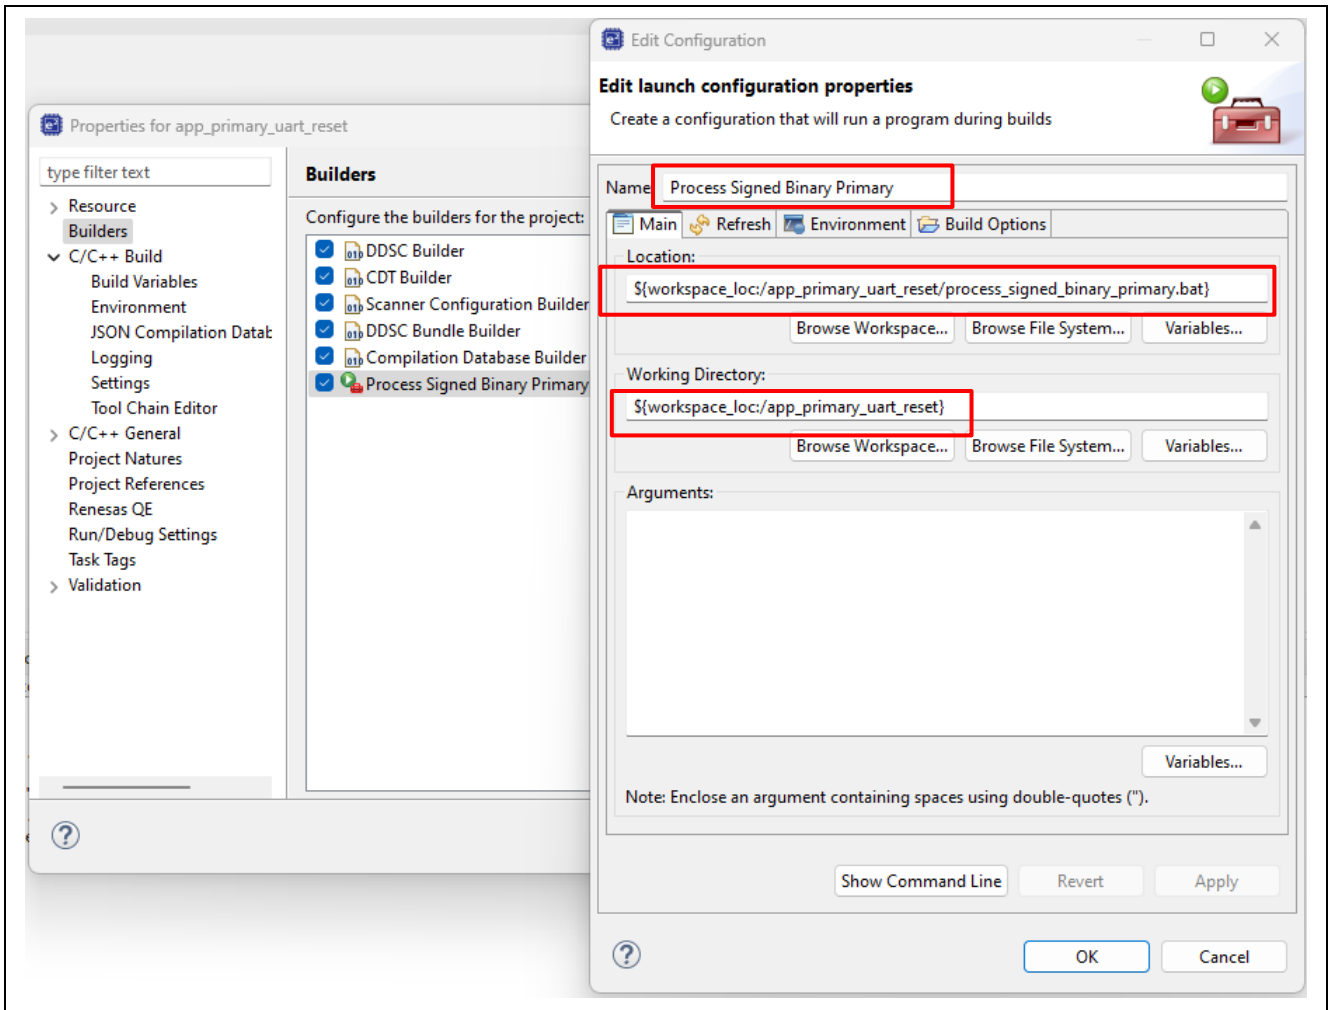 Properties for app_primary_ua
rt_reset
type filter text
Resource
Builders
C/C++ Build
Build Variables
Environment
JSON Compilation Datab
Logging
Settings
Tool Chain Editor
C/C++ General
Project Natures
Project References
Renesas QE
Run/Debug Settings
Task Tags
Validation
Builders
Configure the builders for the project:
DDSC Builder
CDT Builder
Scanner Configuration Builder
DDSC Bundle Builder
Compilation Database Builder
Process Signed Binary Primary
Edit Configuration
Edit launch configuration properties
Create a configuration that will run a program during builds
Name Process Signed Binary Primary
Main Refresh Environment Build Options
Location:
${workspace_loc:/app_primary_uart_reset/process_signed_binary_primary.bat}
Browse Workspace... Browse File System... Variables...
Working Directory:
${workspace_loc:/app_primary_uart_reset}
Browse Workspace... Browse File System... Variables...
Arguments:
Variables...
Note: Enclose an argument containing spaces using double-quotes (").
Show Command Line Revert Apply
OK Cancel